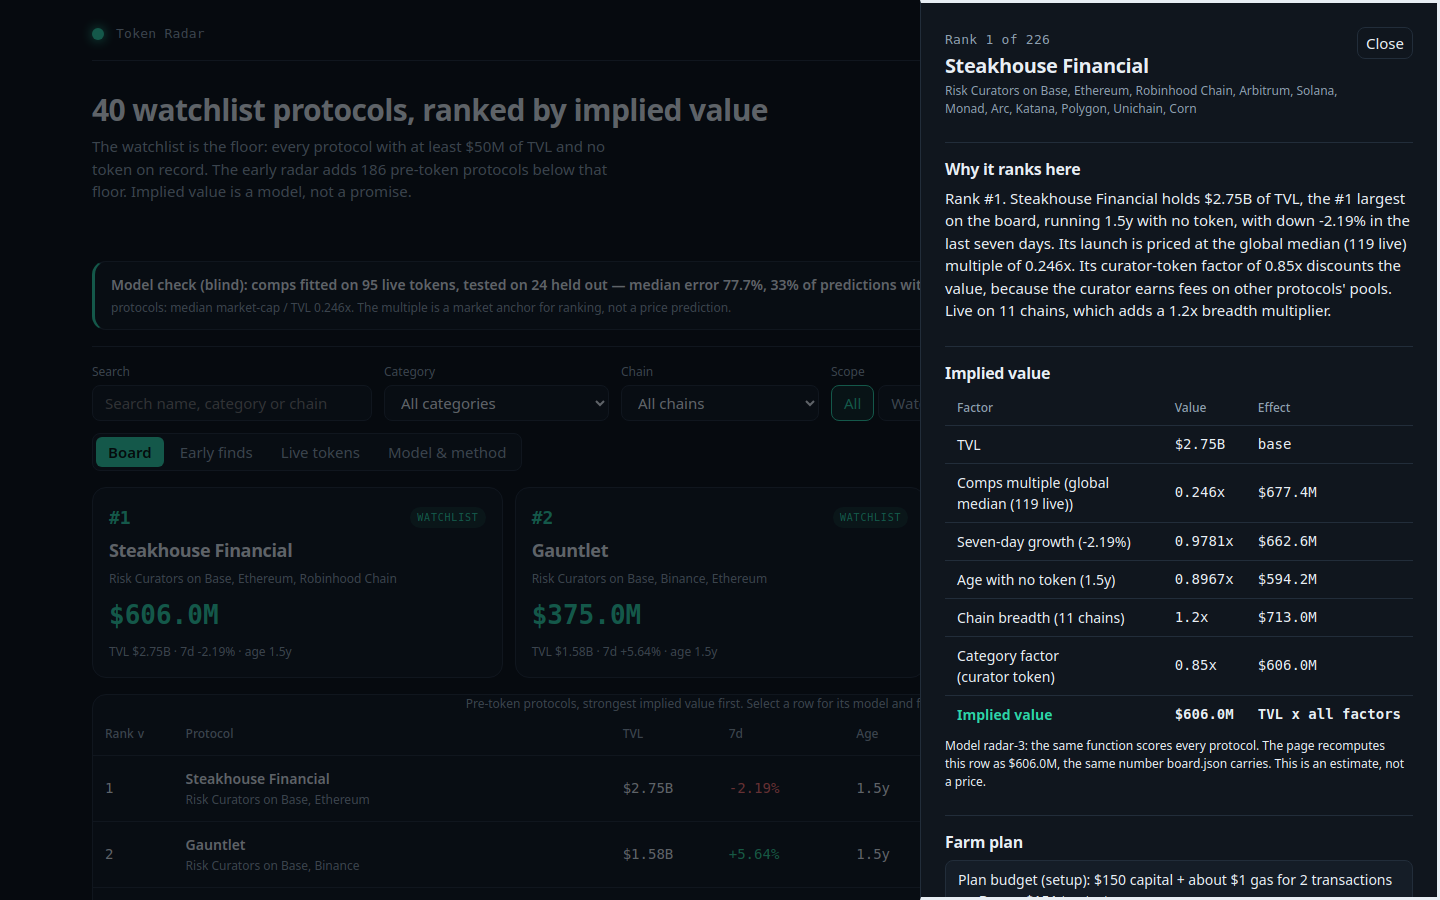 Token Radar
40 watchlist protocols, ranked by implied value
The watchlist is the floor: every protocol with at least $50M of TVL and no
token on record. The early radar adds 186 pre-token protocols below that
floor. Implied value is a model, not a promise.
Model check (blind): comps fitted on 95 live tokens, tested on 24 held out — median error 77.7%, 33% of predictions wit
protocols: median market-cap / TVL 0.246x. The multiple is a market anchor for ranking, not a price prediction.
Search
Category
Chain
Scope
Search name, category or chain
All categories
All chains
All
Wat
Board
Early finds
Live tokens
Model & method
#1
WATCHLIST
Steakhouse Financial
Risk Curators on Base, Ethereum, Robinhood Chain
$606.0M
TVL $2.75B · 7d -2.19% · age 1.5y
#2
WATCHLIST
Gauntlet
Risk Curators on Base, Binance, Ethereum
$375.0M
TVL $1.58B · 7d +5.64% · age 1.5y
Pre-token protocols, strongest implied value first. Select a row for its model and f
Rank v Protocol TVL 7d Age
1 Steakhouse Financial $2.75B -2.19% 1.5y
Risk Curators on Base, Ethereum
2 Gauntlet $1.58B +5.64% 1.5y
Risk Curators on Base, Binance
Rank 1 of 226
Close
Steakhouse Financial
Risk Curators on Base, Ethereum, Robinhood Chain, Arbitrum, Solana,
Monad, Arc, Katana, Polygon, Unichain, Corn
Why it ranks here
Rank #1. Steakhouse Financial holds $2.75B of TVL, the #1 largest
on the board, running 1.5y with no token, with down -2.19% in the
last seven days. Its launch is priced at the global median (119 live)
multiple of 0.246x. Its curator-token factor of 0.85x discounts the
value, because the curator earns fees on other protocols' pools.
Live on 11 chains, which adds a 1.2x breadth multiplier.
Implied value
Factor Value Effect
TVL $2.75B base
Comps multiple (global
median (119 live)) 0.246x $677.4M
Seven-day growth (-2.19%) 0.9781x $662.6M
Age with no token (1.5y) 0.8967x $594.2M
Chain breadth (11 chains) 1.2x $713.0M
Category factor
(curator token) 0.85x $606.0M
Implied value $606.0M TVL x all factors
Model radar-3: the same function scores every protocol. The page recomputes
this row as $606.0M, the same number board.json carries. This is an estimate, not
a price.
Farm plan
Plan budget (setup): $150 capital + about $1 gas for 2 transactions